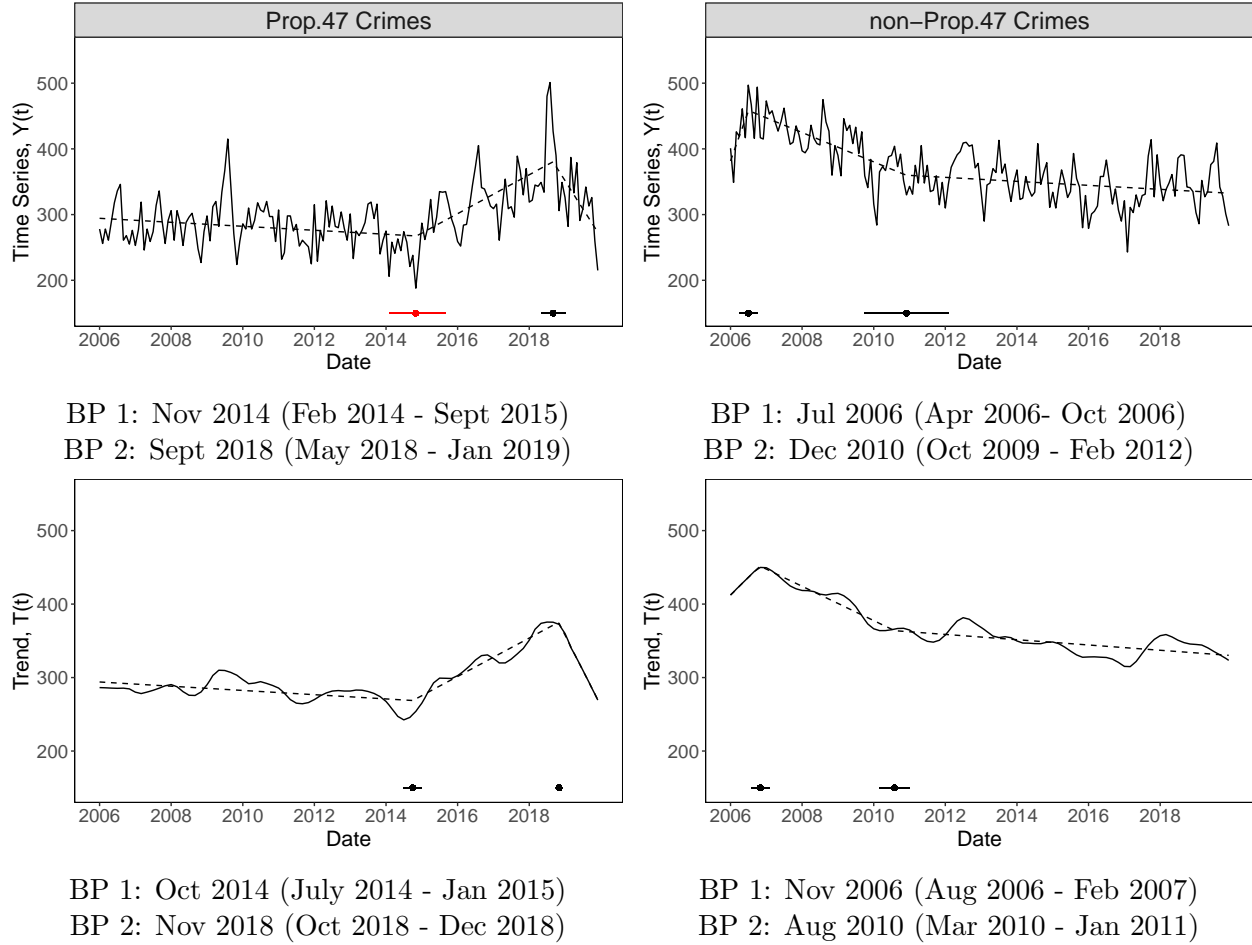 Prop.47 Crimes
non−Prop.47 Crimes
Time Series, Y(t)
500
400
300
200
2006 2008 2010 2012 2014 2016 2018
Date
Time Series, Y(t)
500
400
300
200
2006 2008 2010 2012 2014 2016 2018
Date
BP 1: Nov 2014 (Feb 2014 - Sept 2015)
BP 2: Sept 2018 (May 2018 - Jan 2019)
BP 1: Jul 2006 (Apr 2006- Oct 2006)
BP 2: Dec 2010 (Oct 2009 - Feb 2012)
Trend, T(t)
500
400
300
200
2006 2008 2010 2012 2014 2016 2018
Date
Trend, T(t)
500
400
300
200
2006 2008 2010 2012 2014 2016 2018
Date
BP 1: Oct 2014 (July 2014 - Jan 2015)
BP 2: Nov 2018 (Oct 2018 - Dec 2018)
BP 1: Nov 2006 (Aug 2006 - Feb 2007)
BP 2: Aug 2010 (Mar 2010 - Jan 2011)